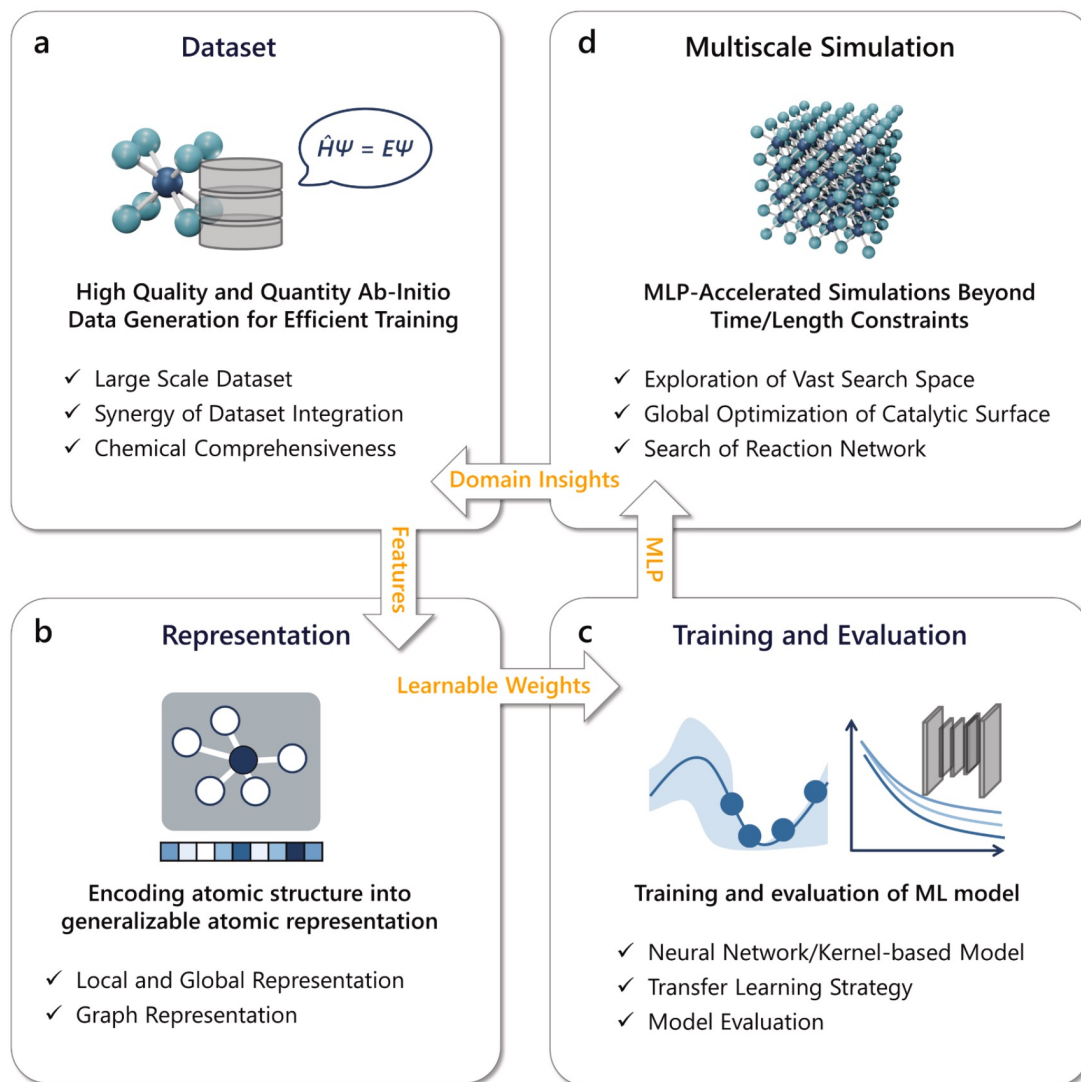 a
Dataset
ĤΨ = EΨ
High Quality and Quantity Ab-Initio
Data Generation for Efficient Training
✓ Large Scale Dataset
✓ Synergy of Dataset Integration
✓ Chemical Comprehensiveness
d
Multiscale Simulation
MLP-Accelerated Simulations Beyond
Time/Length Constraints
✓ Exploration of Vast Search Space
✓ Global Optimization of Catalytic Surface
✓ Search of Reaction Network
Domain Insights
Features
MLP
b
Representation
Learnable Weights
Encoding atomic structure into
generalizable atomic representation
✓ Local and Global Representation
✓ Graph Representation
c
Training and Evaluation
Training and evaluation of ML model
✓ Neural Network/Kernel-based Model
✓ Transfer Learning Strategy
✓ Model Evaluation